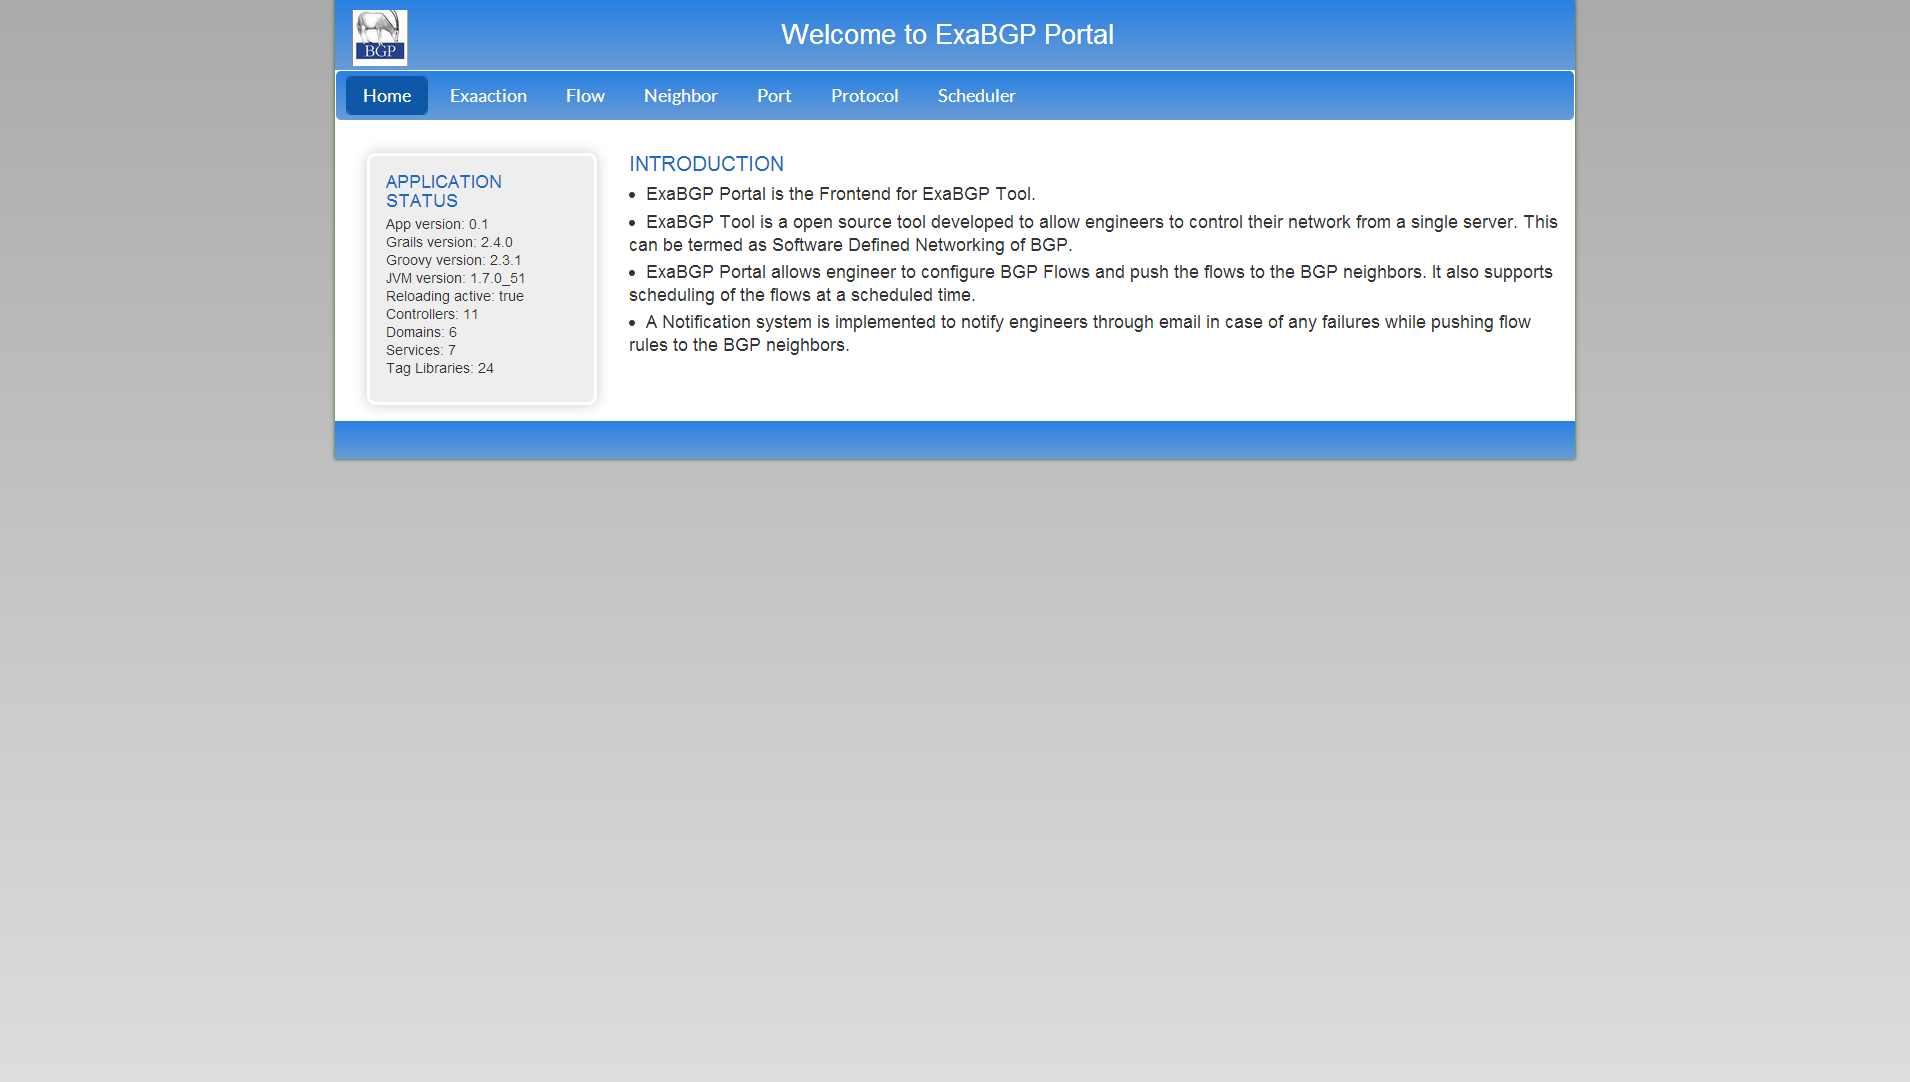 BGP
Welcome to ExaBGP Portal
Home
Exaaction
Flow
Neighbor
Port
Protocol
Scheduler
APPLICATION
STATUS
App version: 0.1
Grails version: 2.4.0
Groovy version: 2.3.1
JVM version: 1.7.0_51
Reloading active: true
Controllers: 11
Domains: 6
Services: 7
Tag Libraries: 24
INTRODUCTION
• ExaBGP Portal is the Frontend for ExaBGP Tool.
• ExaBGP Tool is a open source tool developed to allow engineers to control their network from a single server. This
can be termed as Software Defined Networking of BGP.
• ExaBGP Portal allows engineer to configure BGP Flows and push the flows to the BGP neighbors. It also supports
scheduling of the flows at a scheduled time.
• A Notification system is implemented to notify engineers through email in case of any failures while pushing flow
rules to the BGP neighbors.